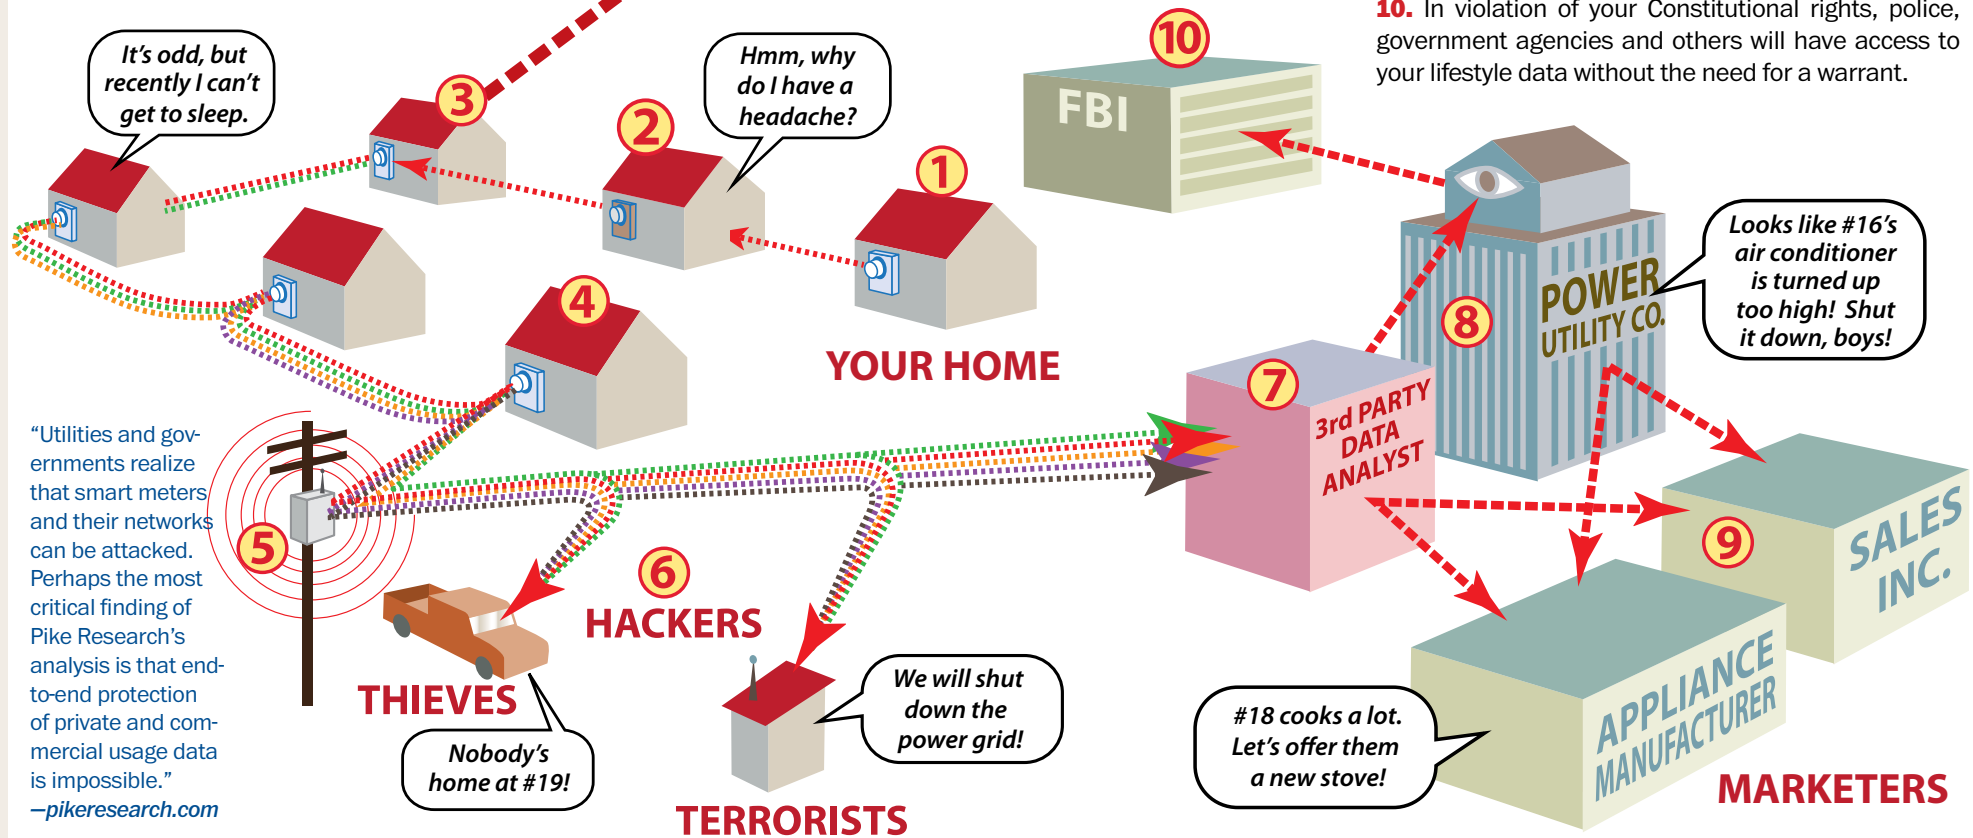 10. In violation of your Constitutional rights, police,
government agencies and others will have access to
your lifestyle data without the need for a warrant.
It's odd, but
recently I can't
get to sleep.
3
2
Hmm, why
do I have a
headache?
1
10
FBI
4
YOUR HOME
8
POWER
UTILITY CO.
Looks like #16's
air conditioner
is turned up
too high! Shut
it down, boys!
7
3rd PARTY
DATA
ANALYST
"Utilities and gov-
ernments realize
that smart meters
and their networks
can be attacked.
Perhaps the most
critical finding of
Pike Research's
analysis is that end-
to-end protection
of private and com-
mercial usage data
is impossible."
—pikeresearch.com
5
6
HACKERS
THIEVES
Nobody's
home at #19!
We will shut
down the
power grid!
TERRORISTS
9
SALES
INC.
APPLIANCE
MANUFACTURER
#18 cooks a lot.
Let's offer them
a new stove!
MARKETERS